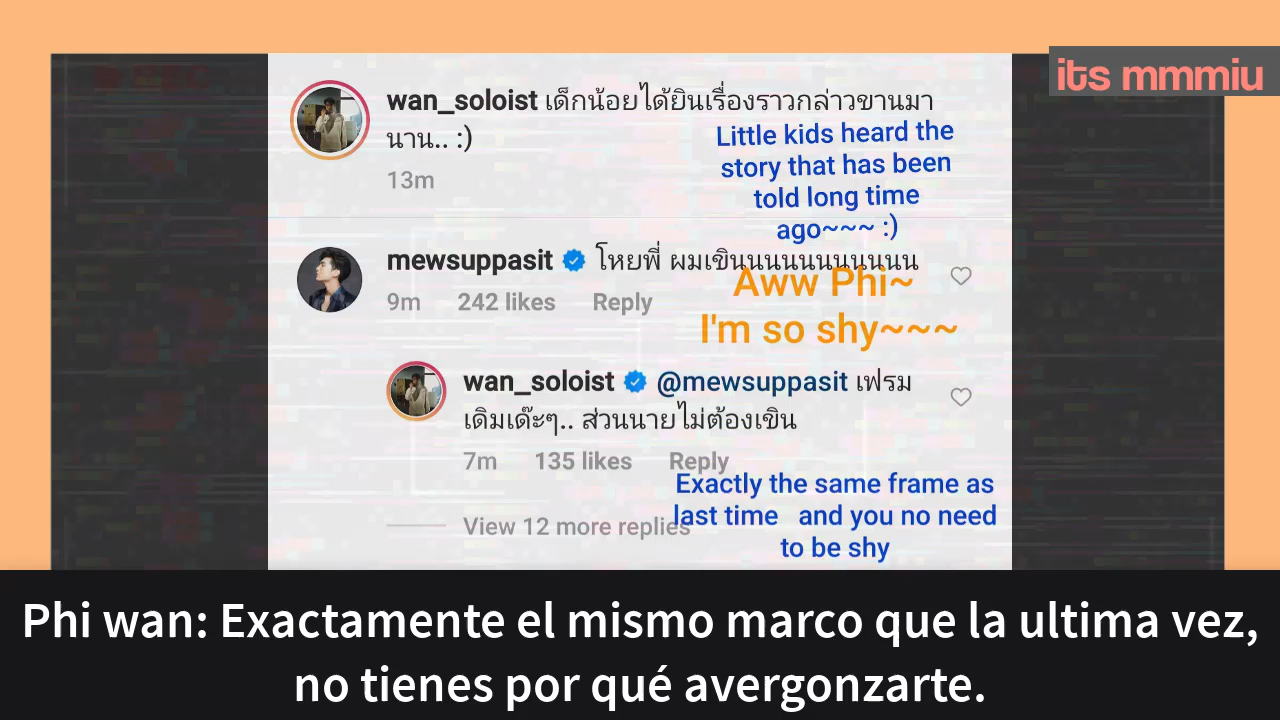 its mmmiu
wan_soloist เด็กน้อยได้ยินเรื่องราวกล่าวขานมา
นาน.. :)
13m
Little kids heard the
story that has been
told long time
ago~~~ :)
mewsuppasit โหยพี่ ผมเขินนนนนนนนนนน
9m 242 likes Reply
Aww Phi~
I'm so shy~~~
wan_soloist @mewsuppasit เฟรม
เดิมเด๊ะๆ.. ส่วนนายไม่ต้องเขิน
7m 135 likes Reply
Exactly the same frame as
last time and you no need
to be shy
View 12 more replies
Phi wan: Exactamente el mismo marco que la ultima vez,
no tienes por qué avergonzarte.